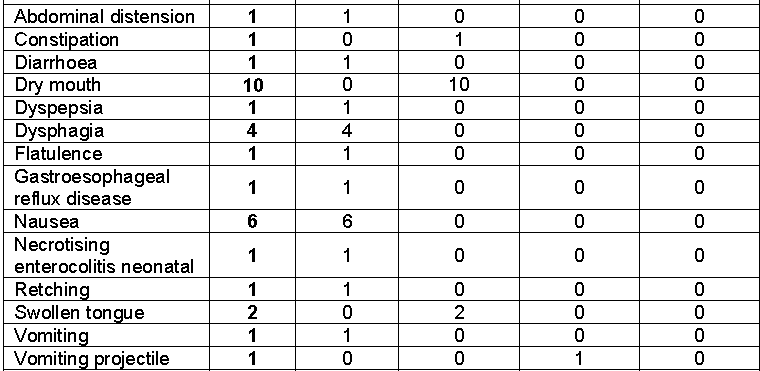 Abdominal distension 1 1 0 0 0
Constipation 1 0 1 0 0
Diarrhoea 1 1 0 0 0
Dry mouth 10 0 10 0 0
Dyspepsia 1 1 0 0 0
Dysphagia 4 4 0 0 0
Flatulence 1 1 0 0 0
Gastroesophageal
reflux disease 1 1 0 0 0
Nausea 6 6 0 0 0
Necrotising
enterocolitis neonatal 1 1 0 0 0
Retching 1 1 0 0 0
Swollen tongue 2 0 2 0 0
Vomiting 1 1 0 0 0
Vomiting projectile 1 0 0 1 0